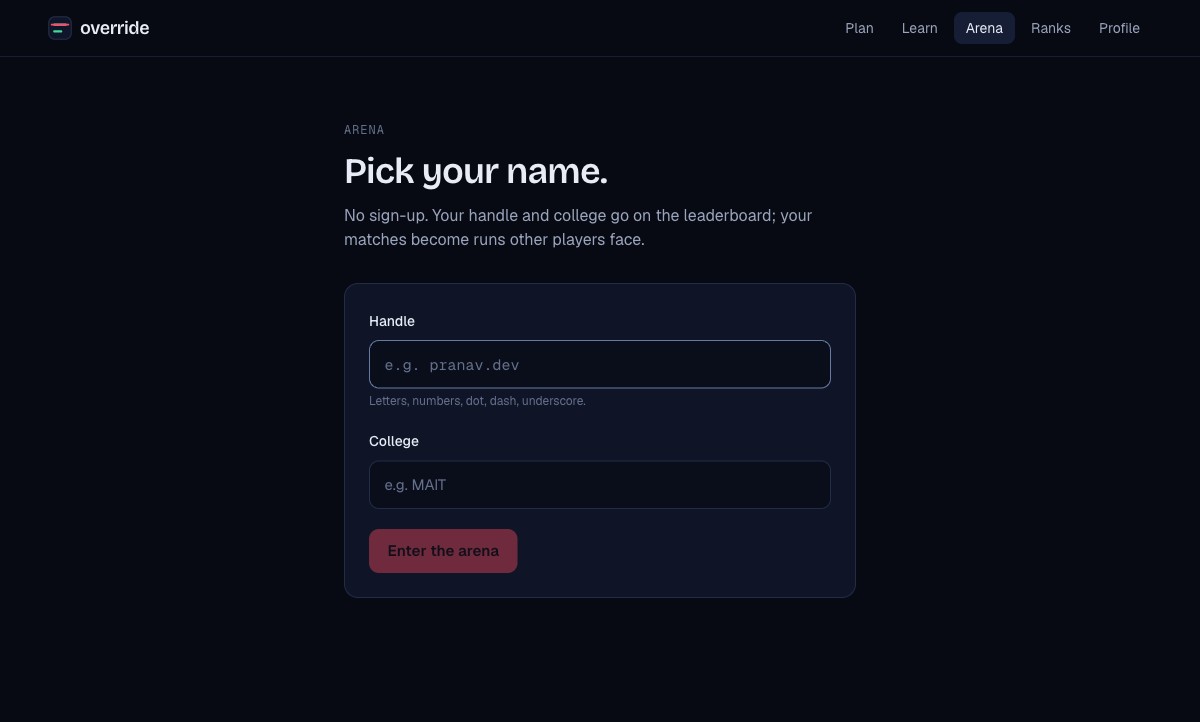 override
Plan
Learn
Arena
Ranks
Profile
ARENA
Pick your name.
No sign-up. Your handle and college go on the leaderboard; your
matches become runs other players face.
Handle
e.g. pranav.dev
Letters, numbers, dot, dash, underscore.
College
e.g. MAIT
Enter the arena